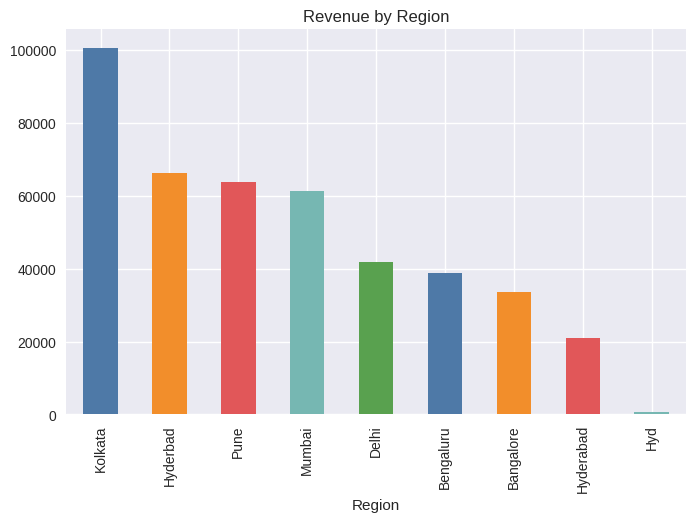 Revenue by Region
100000
80000
60000
40000
20000
0
Kolkata
Hyderbad
Pune
Mumbai
Delhi
Bengaluru
Bangalore
Hyderabad
Hyd
Region